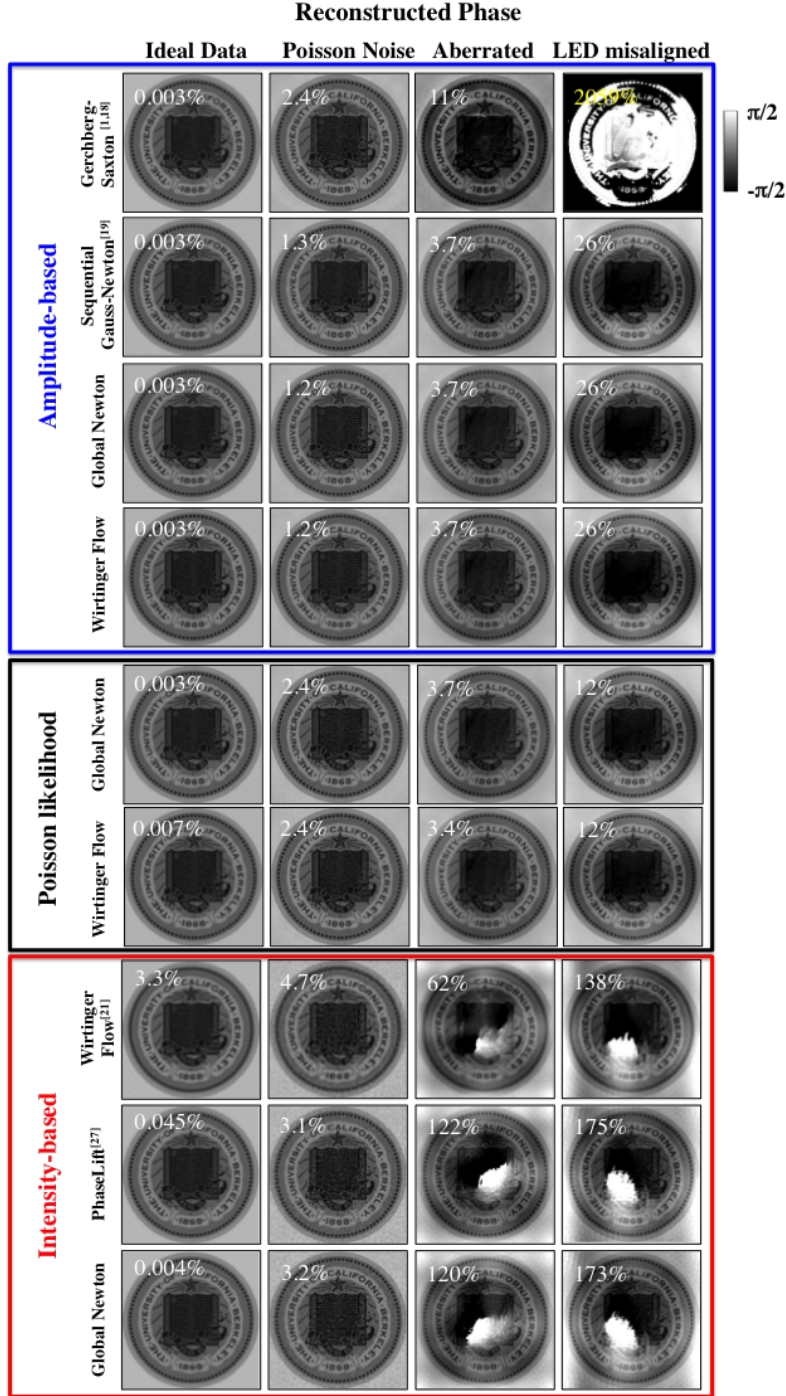 Reconstructed Phase
Ideal Data Poisson Noise Aberrated LED misaligned
Amplitude-based
Gerchberg-
Saxton [1,18]
0.003% 2.4% 11% 2059%
π/2
-π/2
Sequential
Gauss-Newton[19]
0.003% 1.3% 3.7% 26%
Global Newton
0.003% 1.2% 3.7% 26%
Wirtinger Flow
0.003% 1.2% 3.7% 26%
Poisson likelihood
Global Newton
0.003% 2.4% 3.7% 12%
Wirtinger Flow
0.007% 2.4% 3.4% 12%
Intensity-based
Wirtinger
Flow[21]
3.3% 4.7% 62% 138%
PhaseLift[27]
0.045% 3.1% 122% 175%
Global Newton
0.004% 3.2% 120% 173%